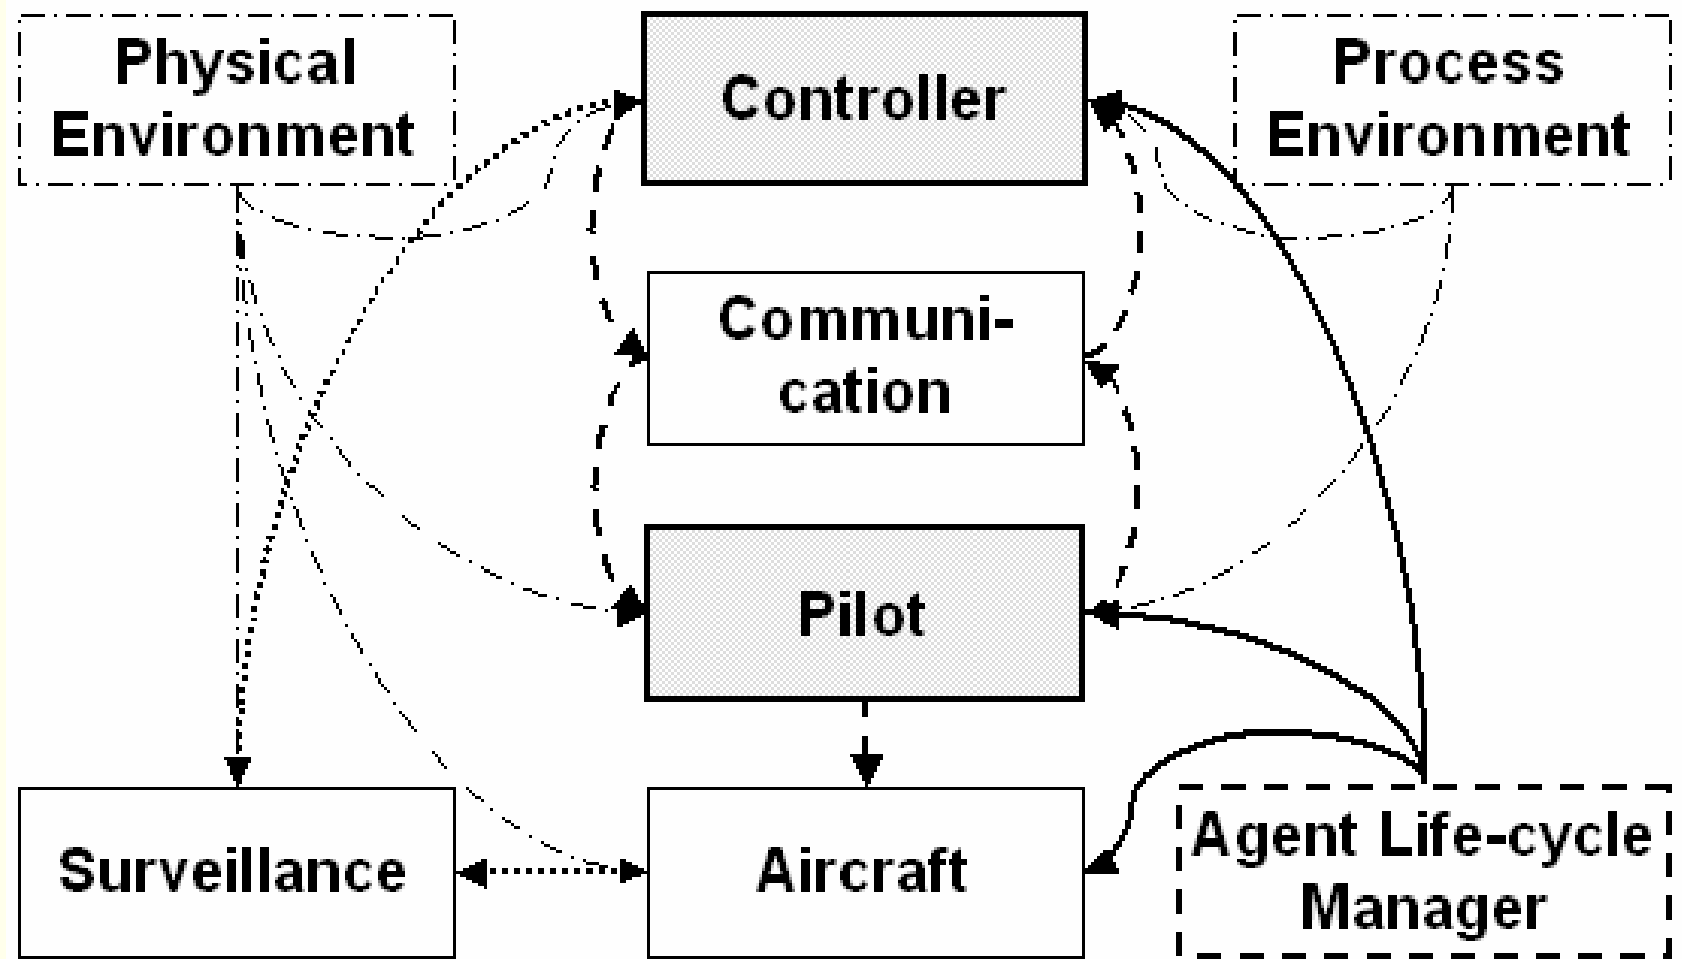 Physical
Environment
Controller
Process
Environment
Communi-
cation
Pilot
Surveillance
Aircraft
Agent Life-cycle
Manager